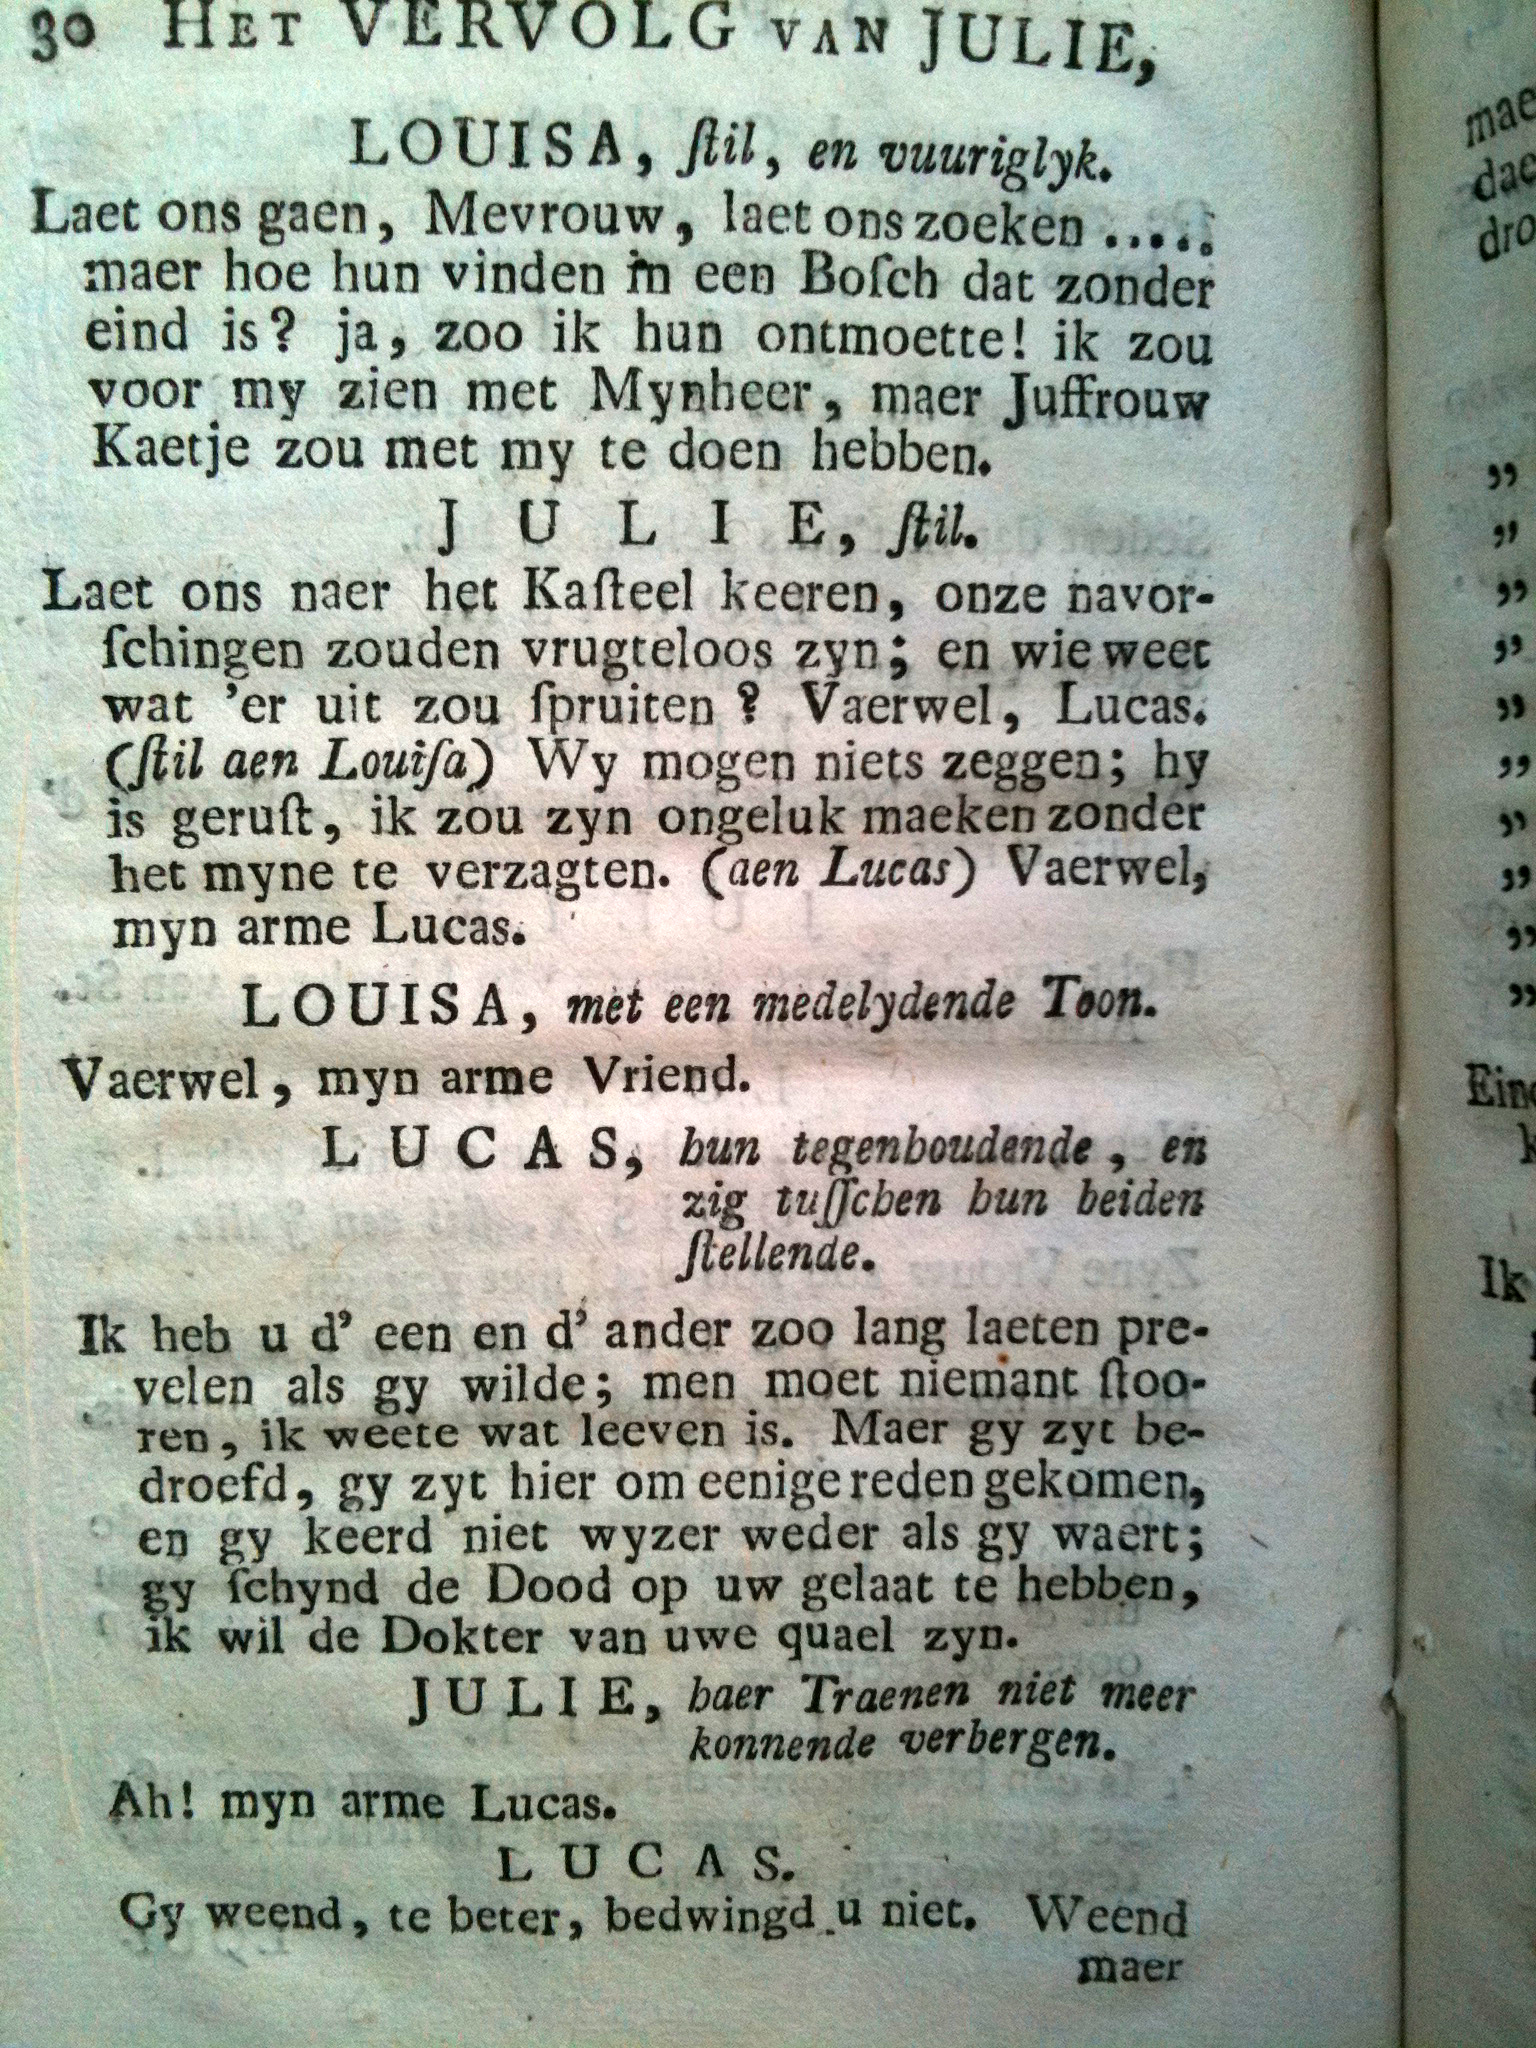 30 HET VERVOLG VAN JULIE,
LOUISA, ſtil, en vuuriglyk.
Laet ons gaen, Mevrouw, laet ons zoeken .....
maer hoe hun vinden in een Boſch dat zonder
eind is? ja, zoo ik hun ontmoette! ik zou
voor my zien met Mynheer, maer Juffrouw
Kaetje zou met my te doen hebben.
JULIE, ſtil.
Laet ons naer het Kaſteel keeren, onze navor-
ſchingen zouden vrugteloos zyn; en wie weet
wat 'er uit zou ſpruiten? Vaerwel, Lucas.
(ſtil aen Louiſa) Wy mogen niets zeggen; hy
is geruſt, ik zou zyn ongeluk maeken zonder
het myne te verzagten. (aen Lucas) Vaerwel,
myn arme Lucas.
LOUISA, met een medelydende Toon.
Vaerwel, myn arme Vriend.
LUCAS, hun tegenhoudende, en
zig tuſſchen hun beiden
ſtellende.
Ik heb u d' een en d' ander zoo lang laeten pre-
velen als gy wilde; men moet niemant ſtoo-
ren, ik weete wat leeven is. Maer gy zyt be-
droefd, gy zyt hier om eenige reden gekomen,
en gy keerd niet wyzer weder als gy waert;
gy ſchynd de Dood op uw gelaat te hebben,
ik wil de Dokter van uwe quael zyn.
JULIE, haer Traenen niet meer
konnende verbergen.
Ah! myn arme Lucas.
LUCAS.
Gy weend, te beter, bedwingd u niet. Weend
maer
mae
dae
dro
„
„
„
„
„
„
„
„
„
„
Ik